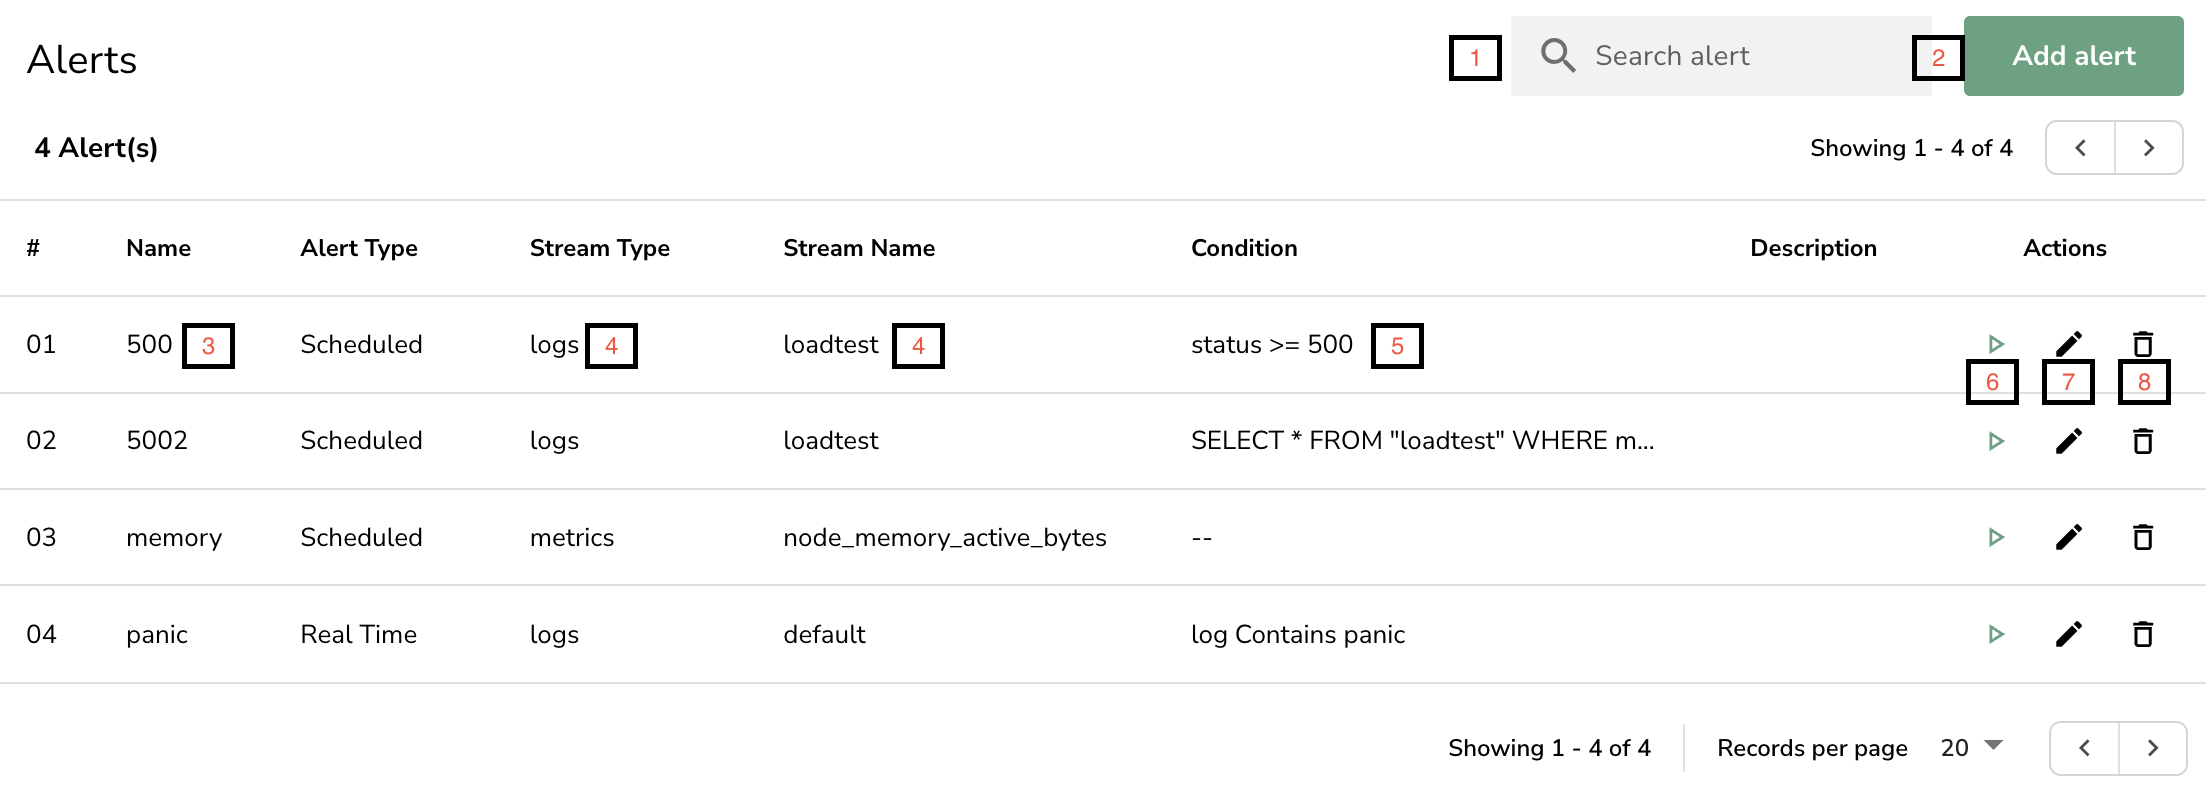 Alerts 1 Search alert 2 Add alert
4 Alert(s) Showing 1 - 4 of 4
# Name Alert Type Stream Type Stream Name Condition Description Actions
01 500 3 Scheduled logs 4 loadtest 4 status >= 500 5
6 7 8
02 5002 Scheduled logs loadtest SELECT * FROM "loadtest" WHERE m...
03 memory Scheduled metrics node_memory_active_bytes --
04 panic Real Time logs default log Contains panic
Showing 1 - 4 of 4 Records per page 20